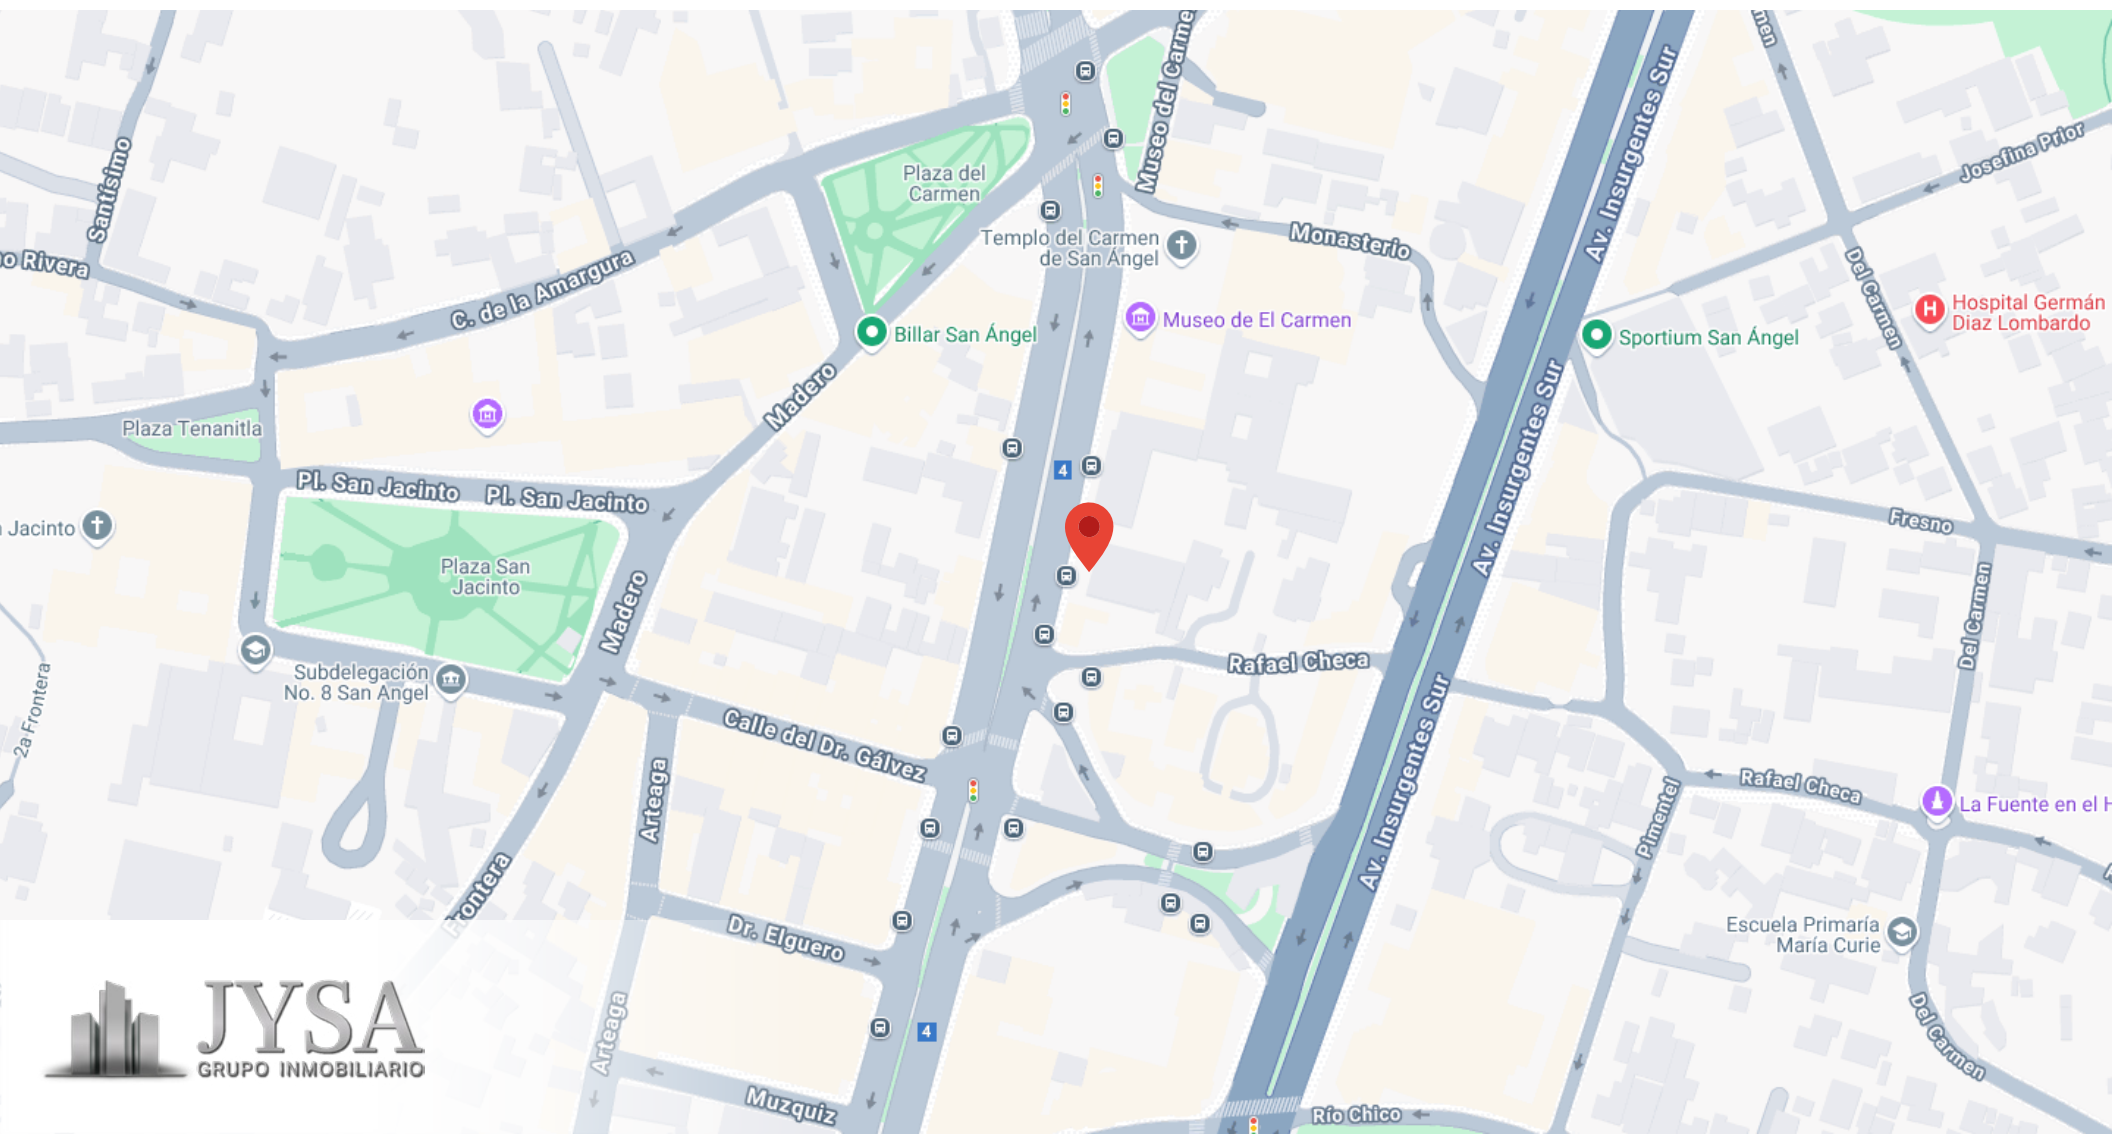 Museo del Carme
men
Av. Insurgentes Sur
Josefina Prior
Santísimo
Plaza del
Carmen
Templo del Carmen
de San Ángel
Monasterio
o Rivera
C. de la Amargura
Del Carmen
Hospital Germán
Diaz Lombardo
Museo de El Carmen
Billar San Ángel
Sportium San Ángel
Madero
Av. Insurgentes Sur
Plaza Tenanitla
4
Pl. San Jacinto
Pl. San Jacinto
Jacinto
Fresno
Plaza San
Jacinto
Madero
Del Carmen
Rafael Checa
Subdelegación
No. 8 San Angel
2a Frontera
Calle del Dr. Gálvez
Av. Insurgentes Sur
Arteaga
Rafael Checa
La Fuente en el H
Pimentel
Frontera
Dr. Elguero
Escuela Primaría
María Curie
JYSA
GRUPO INMOBILIARIO
Arteaga
4
Del Carmen
Muzquiz
Río Chico